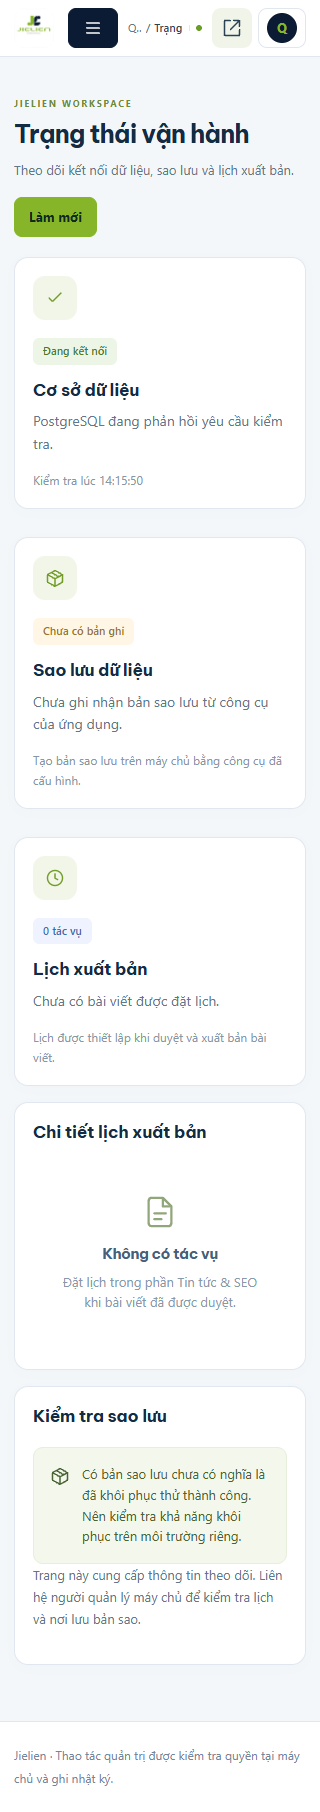 JIELIEN
Q.. / Trạng
Q
JIELIEN WORKSPACE
Trạng thái vận hành
Theo dõi kết nối dữ liệu, sao lưu và lịch xuất bản.
Làm mới
Đang kết nối
Cơ sở dữ liệu
PostgreSQL đang phản hồi yêu cầu kiểm
tra.
Kiểm tra lúc 14:15:50
Chưa có bản ghi
Sao lưu dữ liệu
Chưa ghi nhận bản sao lưu từ công cụ
của ứng dụng.
Tạo bản sao lưu trên máy chủ bằng công cụ đã
cấu hình.
0 tác vụ
Lịch xuất bản
Chưa có bài viết được đặt lịch.
Lịch được thiết lập khi duyệt và xuất bản bài
viết.
Chi tiết lịch xuất bản
Không có tác vụ
Đặt lịch trong phần Tin tức & SEO
khi bài viết đã được duyệt.
Kiểm tra sao lưu
Có bản sao lưu chưa có nghĩa là
đã khôi phục thử thành công.
Nên kiểm tra khả năng khôi
phục trên môi trường riêng.
Trang này cung cấp thông tin theo dõi. Liên
hệ người quản lý máy chủ để kiểm tra lịch
và nơi lưu bản sao.
Jielien · Thao tác quản trị được kiểm tra quyền tại máy
chủ và ghi nhật ký.